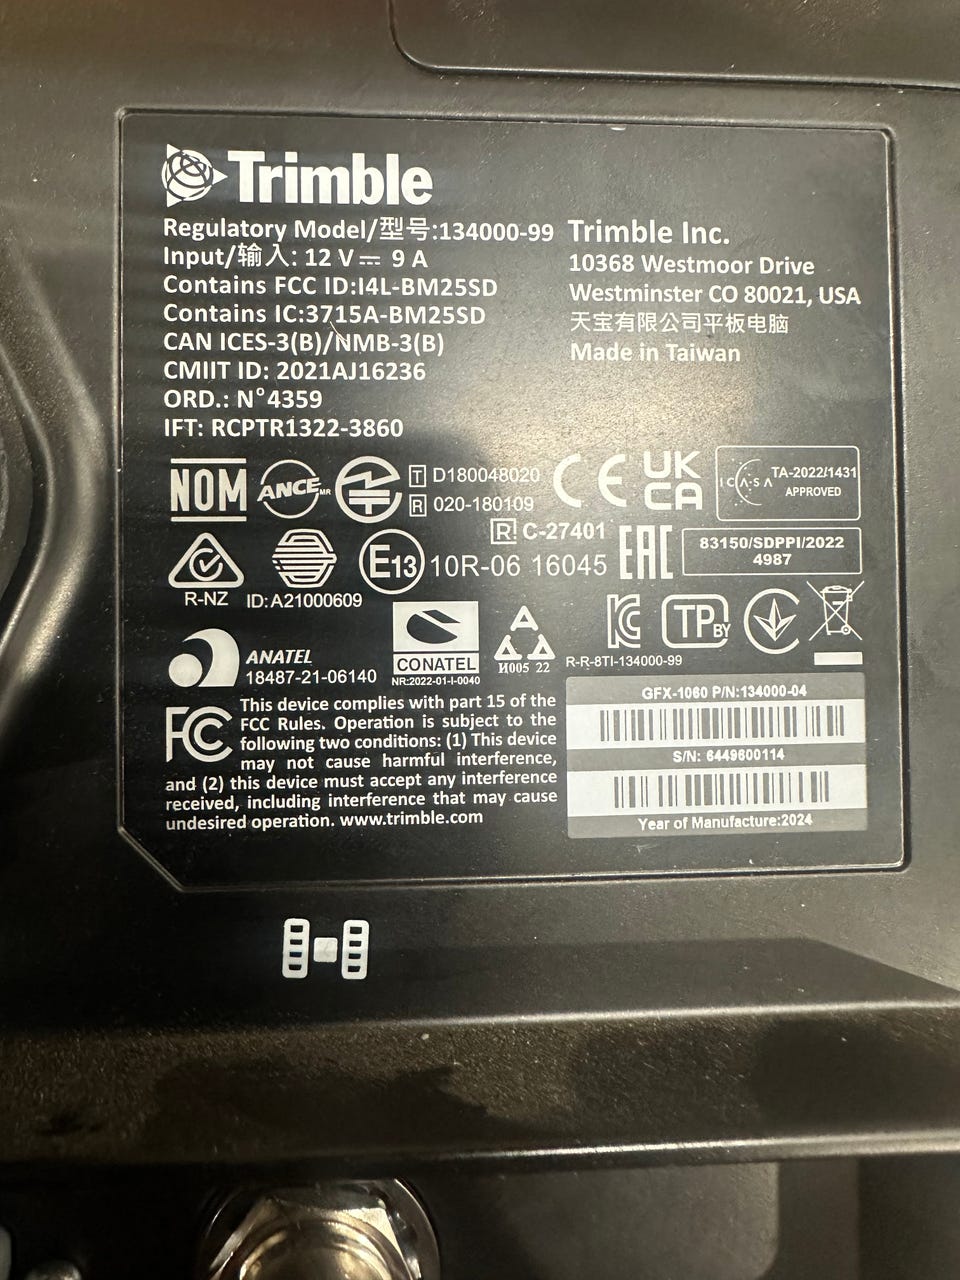 Trimble
Regulatory Model/型号:134000-99
Input/输入: 12 V ⎓ 9 A
Contains FCC ID:I4L-BM25SD
Contains IC:3715A-BM25SD
CAN ICES-3(B)/NMB-3(B)
CMIIT ID: 2021AJ16236
ORD.: N°4359
IFT: RCPTR1322-3860
Trimble Inc.
10368 Westmoor Drive
Westminster CO 80021, USA
天宝有限公司平板电脑
Made in Taiwan
NOM
ANCE MR
T D180048020
R 020-180109
CE
UK
CA
ICASA TA-2022/1431
APPROVED
R C-27401
R-NZ
ID: A21000609
E13 10R-06 16045
EAC
83150/SDPPI/2022
4987
ANATEL
18487-21-06140
CONATEL
NR:2022-01-I-0040
И005 22
KC
TP BY
R-R-8TI-134000-99
FC
This device complies with part 15 of the
FCC Rules. Operation is subject to the
following two conditions: (1) This device
may not cause harmful interference,
and (2) this device must accept any interference
received, including interference that may cause
undesired operation. www.trimble.com
GFX-1060 P/N:134000-04
S/N: 6449600114
Year of Manufacture:2024